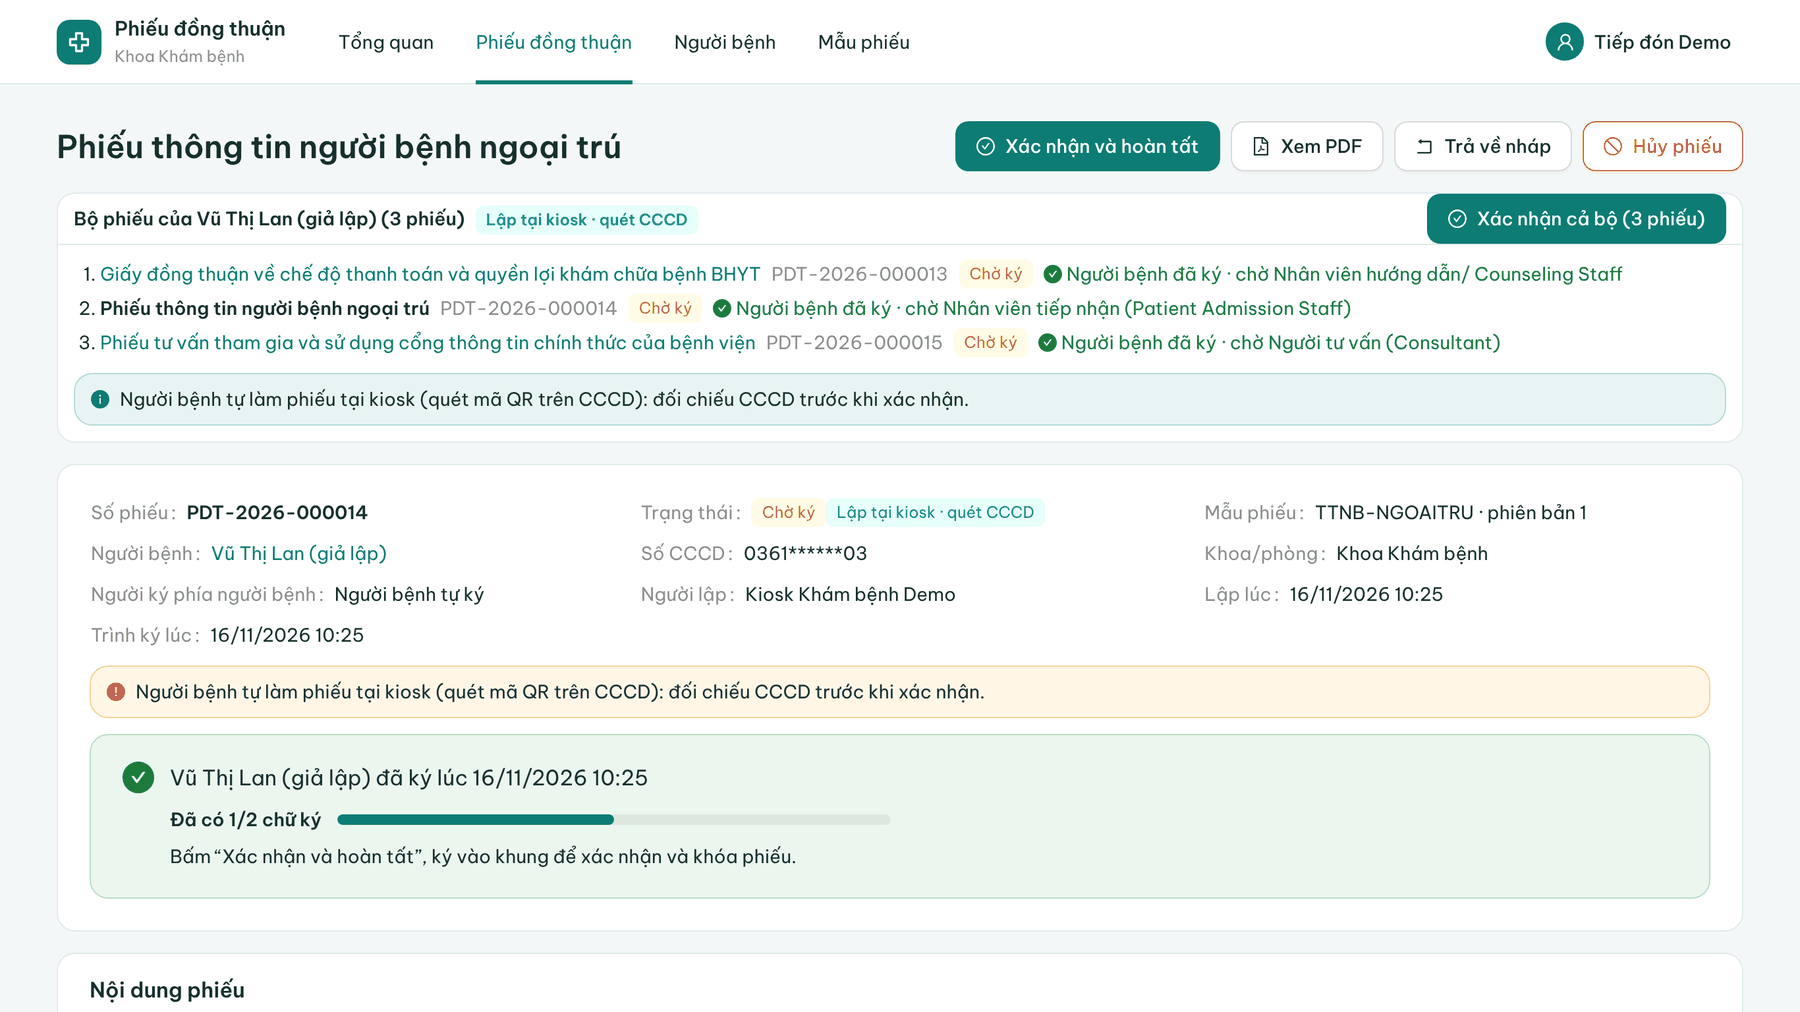 Phiếu đồng thuận
Khoa Khám bệnh
Tổng quan
Phiếu đồng thuận
Người bệnh
Mẫu phiếu
Tiếp đón Demo
Phiếu thông tin người bệnh ngoại trú
Xác nhận và hoàn tất
Xem PDF
Trả về nháp
Hủy phiếu
Bộ phiếu của Vũ Thị Lan (giả lập) (3 phiếu) Lập tại kiosk · quét CCCD
Xác nhận cả bộ (3 phiếu)
1. Giấy đồng thuận về chế độ thanh toán và quyền lợi khám chữa bệnh BHYT PDT-2026-000013 Chờ ký Người bệnh đã ký · chờ Nhân viên hướng dẫn/ Counseling Staff
2. Phiếu thông tin người bệnh ngoại trú PDT-2026-000014 Chờ ký Người bệnh đã ký · chờ Nhân viên tiếp nhận (Patient Admission Staff)
3. Phiếu tư vấn tham gia và sử dụng cổng thông tin chính thức của bệnh viện PDT-2026-000015 Chờ ký Người bệnh đã ký · chờ Người tư vấn (Consultant)
Người bệnh tự làm phiếu tại kiosk (quét mã QR trên CCCD): đối chiếu CCCD trước khi xác nhận.
Số phiếu: PDT-2026-000014
Trạng thái: Chờ ký Lập tại kiosk · quét CCCD
Mẫu phiếu: TTNB-NGOAITRU · phiên bản 1
Người bệnh: Vũ Thị Lan (giả lập)
Số CCCD: 0361******03
Khoa/phòng: Khoa Khám bệnh
Người ký phía người bệnh: Người bệnh tự ký
Người lập: Kiosk Khám bệnh Demo
Lập lúc: 16/11/2026 10:25
Trình ký lúc: 16/11/2026 10:25
Người bệnh tự làm phiếu tại kiosk (quét mã QR trên CCCD): đối chiếu CCCD trước khi xác nhận.
Vũ Thị Lan (giả lập) đã ký lúc 16/11/2026 10:25
Đã có 1/2 chữ ký
Bấm “Xác nhận và hoàn tất”, ký vào khung để xác nhận và khóa phiếu.
Nội dung phiếu